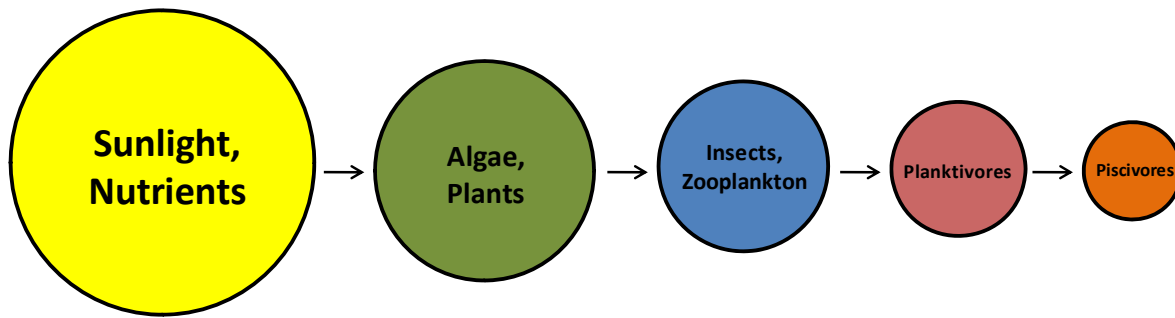 Sunlight,
Nutrients
Algae,
Plants
Insects,
Zooplankton
Planktivores
Piscivores